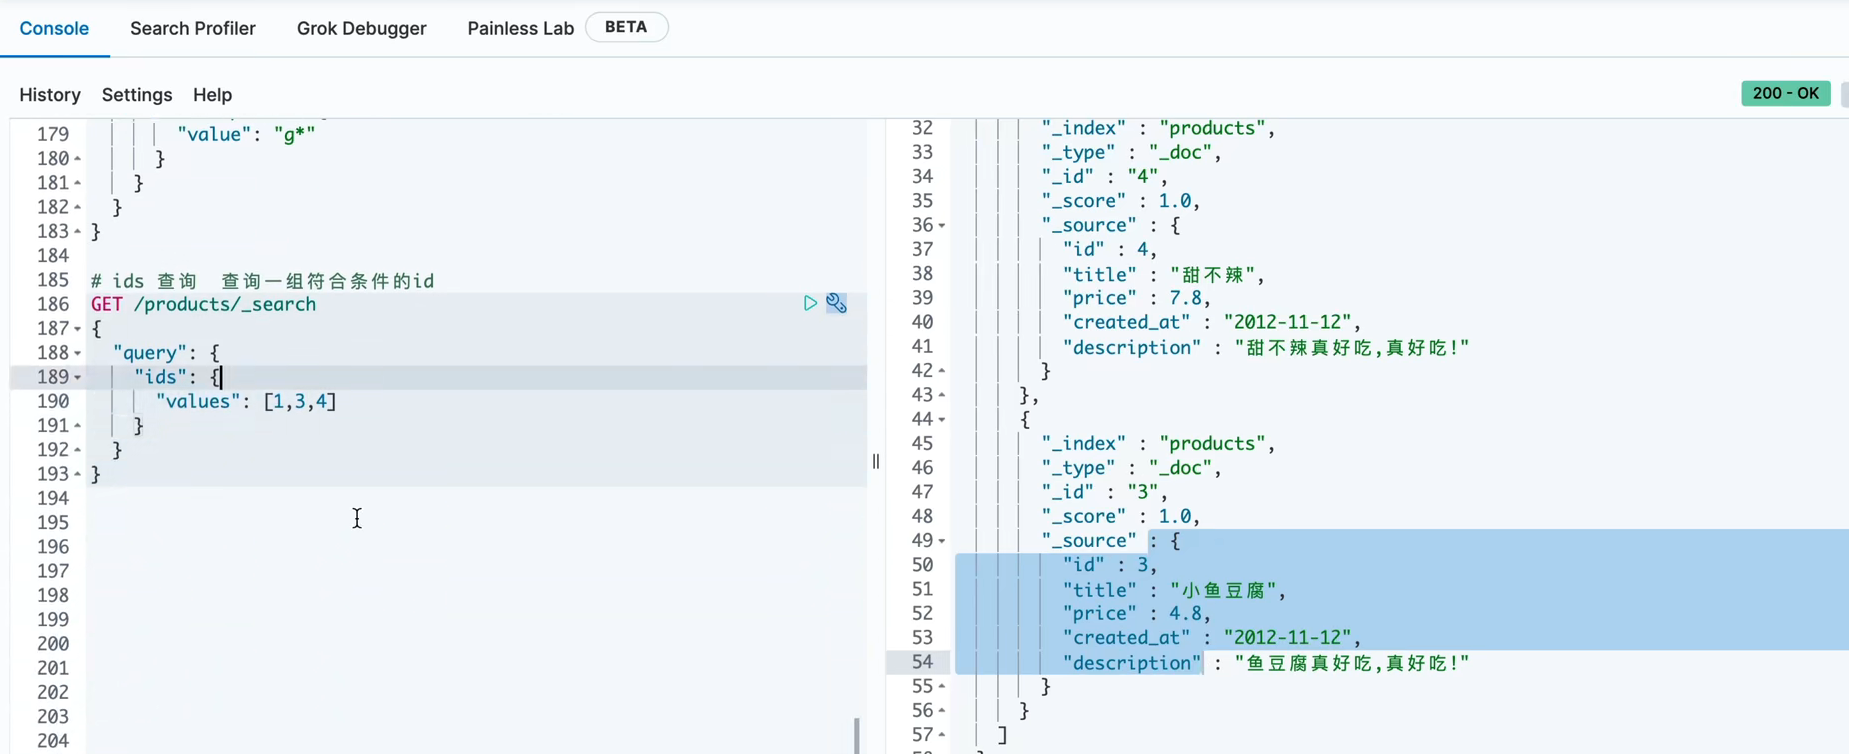 Console Search Profiler Grok Debugger Painless Lab BETA
History Settings Help
200 - OK
179 "value": "g*"
180 }
181 }
182 }
183 }
184
185 # ids 查询 查询一组符合条件的id
186 GET /products/_search
187 {
188 "query": {
189 "ids": {
190 "values": [1,3,4]
191 }
192 }
193 }
194
195
196
197
198
199
200
201
202
203
204
32 "_index" : "products",
33 "_type" : "_doc",
34 "_id" : "4",
35 "_score" : 1.0,
36 "_source" : {
37 "id" : 4,
38 "title" : "甜不辣",
39 "price" : 7.8,
40 "created_at" : "2012-11-12",
41 "description" : "甜不辣真好吃,真好吃!"
42 }
43 },
44 {
45 "_index" : "products",
46 "_type" : "_doc",
47 "_id" : "3",
48 "_score" : 1.0,
49 "_source" : {
50 "id" : 3,
51 "title" : "小鱼豆腐",
52 "price" : 4.8,
53 "created_at" : "2012-11-12",
54 "description" : "鱼豆腐真好吃,真好吃!"
55 }
56 }
57 ]